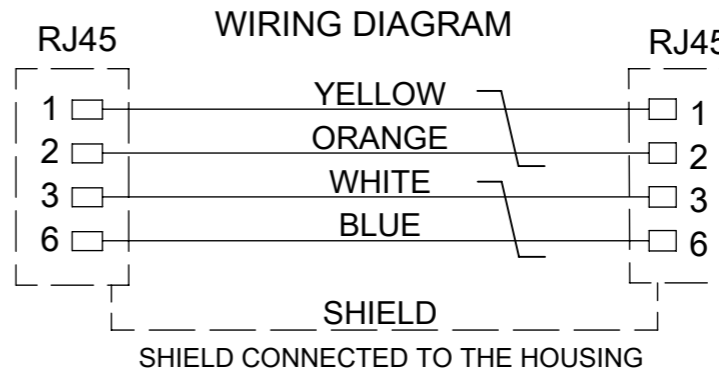 WIRING DIAGRAM
RJ45 RJ45
1 YELLOW 1
2 ORANGE 2
3 WHITE 3
6 BLUE 6
SHIELD
SHIELD CONNECTED TO THE HOUSING